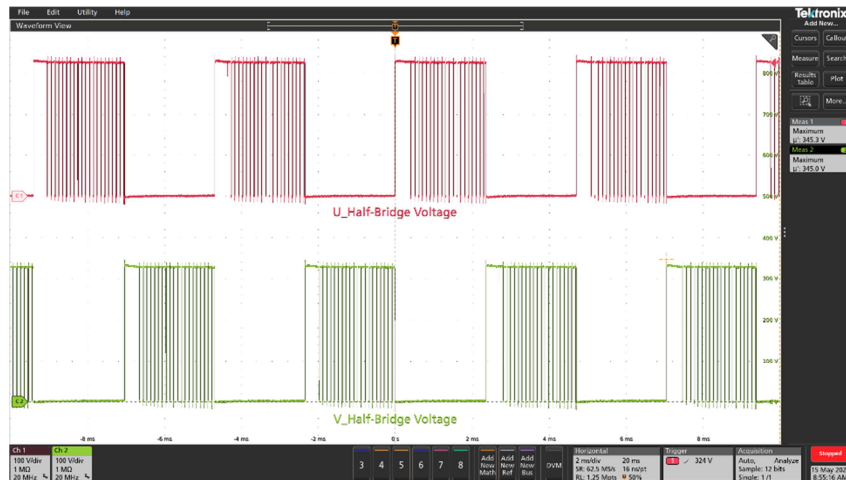 File Edit Utility Help
Tektronix
Waveform View
Add New...
Cursors Callout
Measure Search
Results Table Plot
More...
Meas 1
Maximum
µ': 345.3 V
Meas 2
Maximum
µ': 345.0 V
800 V
700 V
600 V
500 V
400 V
300 V
200 V
100 V
C1
U_Half-Bridge Voltage
C2
V_Half-Bridge Voltage
-8 ms -6 ms -4 ms -2 ms 0 s 2 ms 4 ms 6 ms 8 ms
Ch 1
100 V/div
1 MΩ
20 MHz
Ch 2
100 V/div
1 MΩ
20 MHz
3 4 5 6 7 8
Add New Math
Add New Ref
Add New Bus
DVM
Horizontal
2 ms/div 20 ms
SR: 62.5 MS/s 16 ns/pt
RL: 1.25 Mpts 50%
Trigger
1 324 V
Acquisition
Auto, Analyze
Sample: 12 bits
Single: 1/1
Stopped
15 May 202
8:55:16 AM